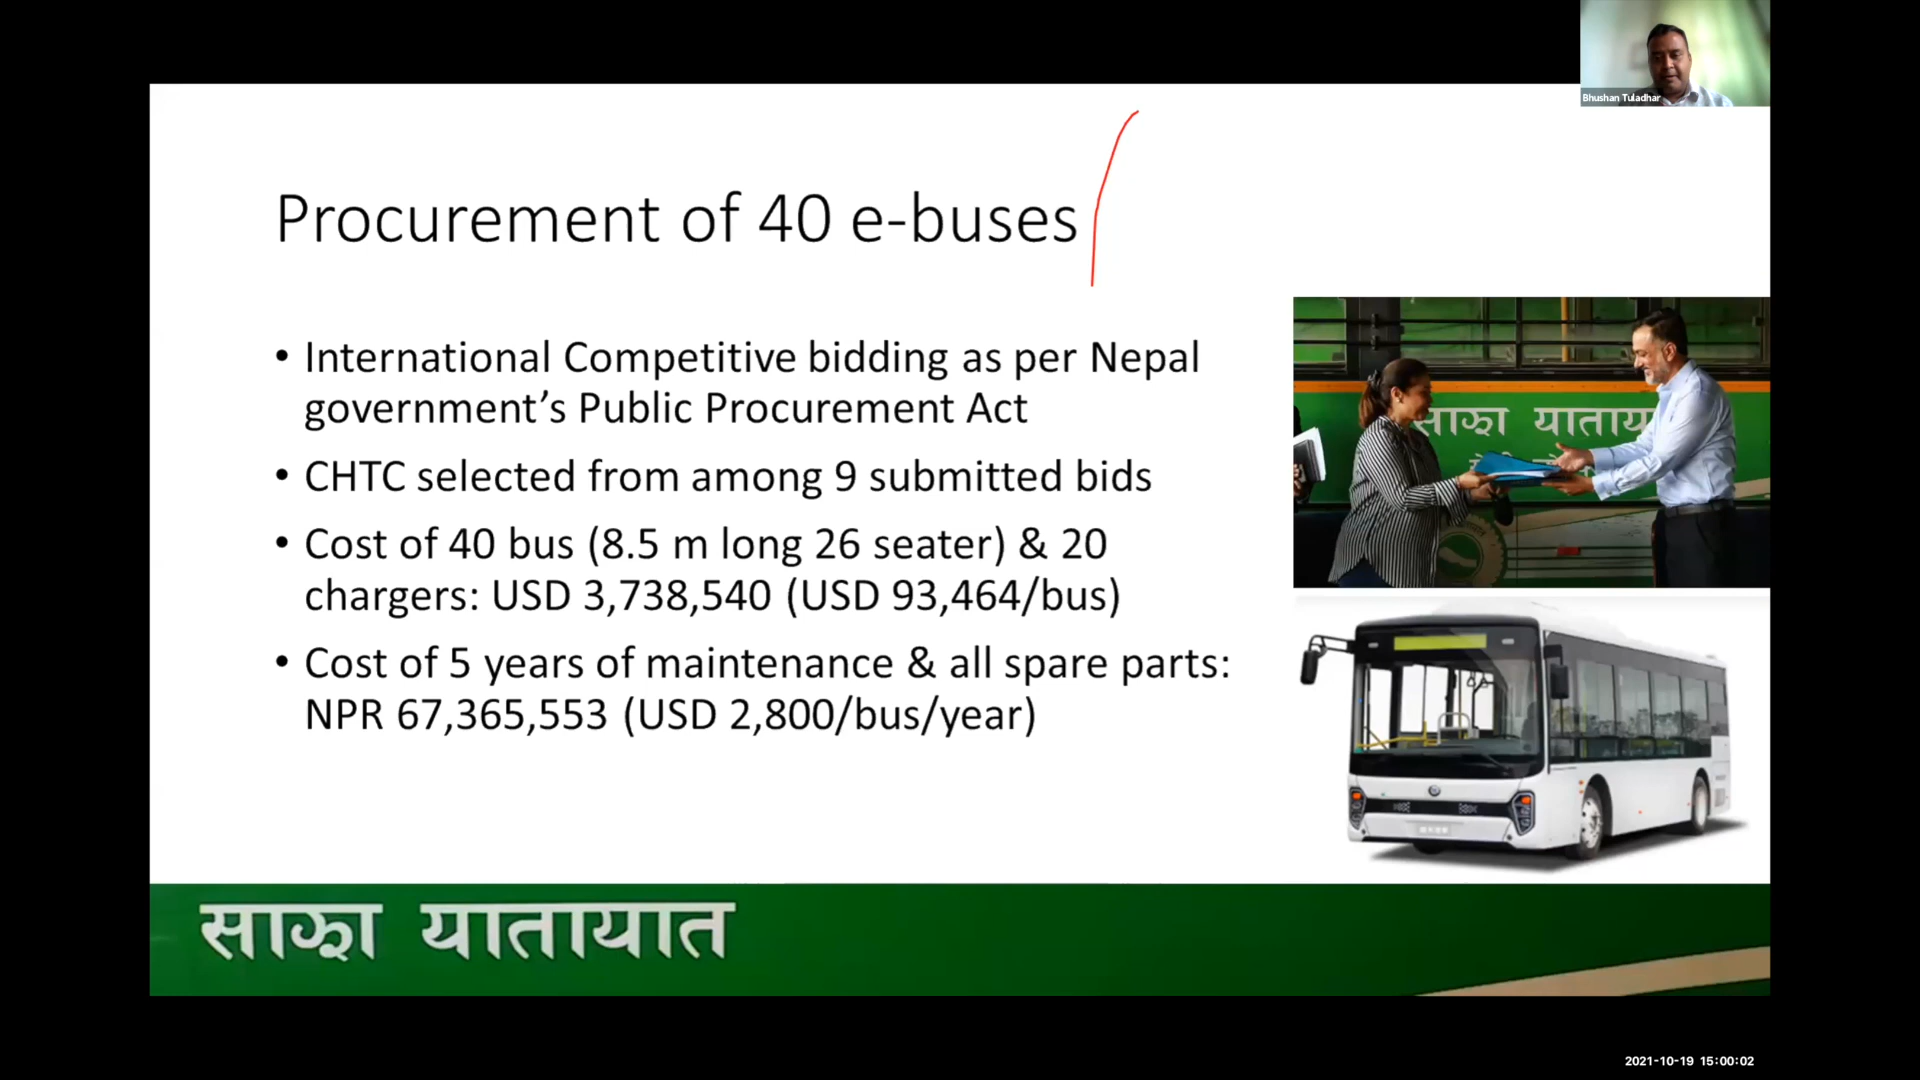 Bhushan Tuladhar
Procurement of 40 e-buses
• International Competitive bidding as per Nepal
government’s Public Procurement Act
• CHTC selected from among 9 submitted bids
• Cost of 40 bus (8.5 m long 26 seater) & 20
chargers: USD 3,738,540 (USD 93,464/bus)
• Cost of 5 years of maintenance & all spare parts:
NPR 67,365,553 (USD 2,800/bus/year)
साझा याताय
साझा यातायात
2021-10-19 15:00:02